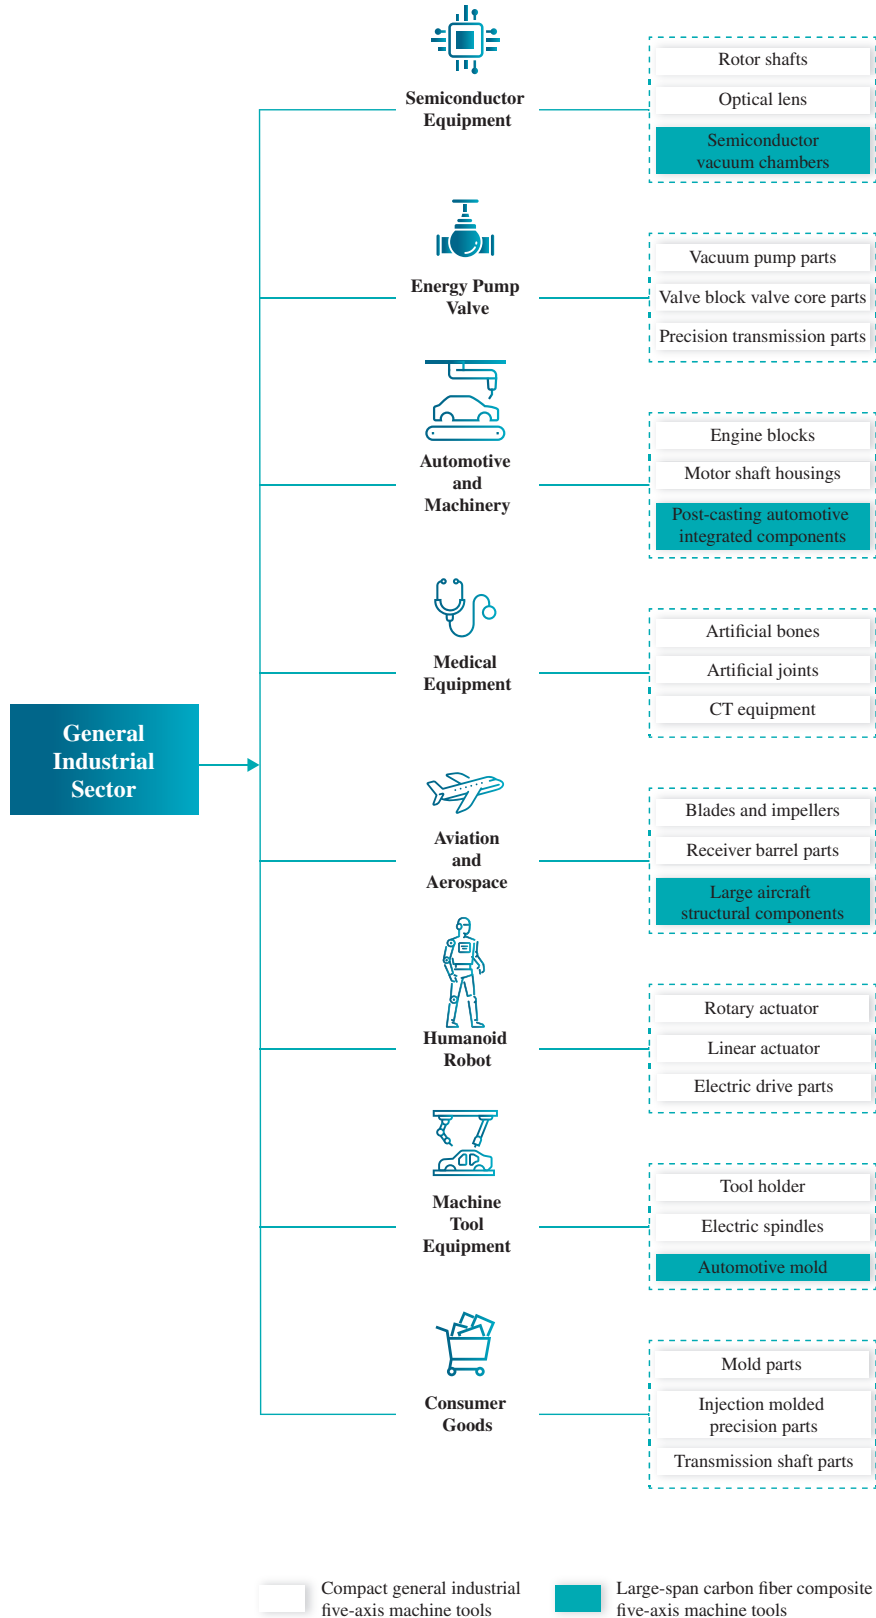 Semiconductor
Equipment
Rotor shafts
Optical lens
Semiconductor
vacuum chambers
Energy Pump
Valve
Vacuum pump parts
Valve block valve core parts
Precision transmission parts
Automotive
and
Machinery
Engine blocks
Motor shaft housings
Post-casting automotive
integrated components
Medical
Equipment
Artificial bones
Artificial joints
CT equipment
General
Industrial
Sector
Aviation
and
Aerospace
Blades and impellers
Receiver barrel parts
Large aircraft
structural components
Humanoid
Robot
Rotary actuator
Linear actuator
Electric drive parts
Machine
Tool
Equipment
Tool holder
Electric spindles
Automotive mold
Consumer
Goods
Mold parts
Injection molded
precision parts
Transmission shaft parts
Compact general industrial
five-axis machine tools
Large-span carbon fiber composite
five-axis machine tools